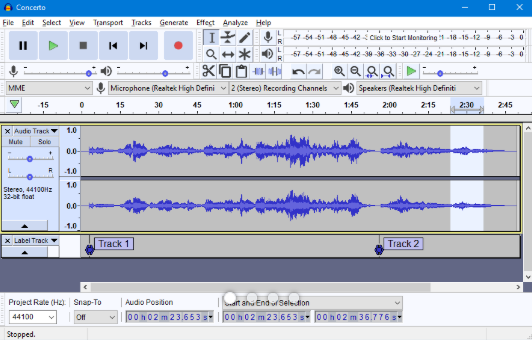 Concerto
File Edit Select View Transport Tracks Generate Effect Analyze Help
L R -57 -54 -51 -48 -45 -42 Click to Start Monitoring -18 -15 -12 -9 -6 -3 0
L R -57 -54 -51 -48 -45 -42 -39 -36 -33 -30 -27 -24 -21 -18 -15 -12 -9 -6 -3 0
MME Microphone (Realtek High Defini 2 (Stereo) Recording Channels Speakers (Realtek High Definiti
-15 0 15 30 45 1:00 1:15 1:30 1:45 2:00 2:15 2:30 2:45
Audio Track 1.0
Mute Solo
L R
0.0
Stereo, 44100Hz
32-bit float
-1.0
1.0
0.0
-1.0
Label Track
Track 1 Track 2
Project Rate (Hz): Snap-To Audio Position Start and End of Selection
44100 Off 00 h 02 m 23.653 s 00 h 02 m 23.653 s 00 h 02 m 36.776 s
Stopped.